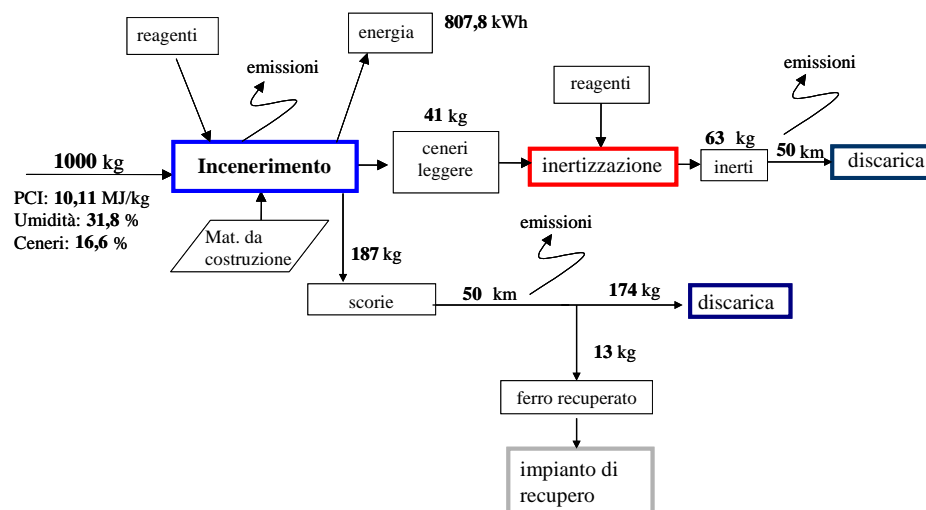 reagenti
energia
807,8 kWh
emissioni
1000 kg
PCI: 10,11 MJ/kg
Umidità: 31,8 %
Ceneri: 16,6 %
Incenerimento
Mat. da
costruzione
41 kg
ceneri
leggere
reagenti
inertizzazione
63 kg
inerti
emissioni
50 km
discarica
187 kg
scorie
50 km
emissioni
174 kg
discarica
13 kg
ferro recuperato
impianto di
recupero